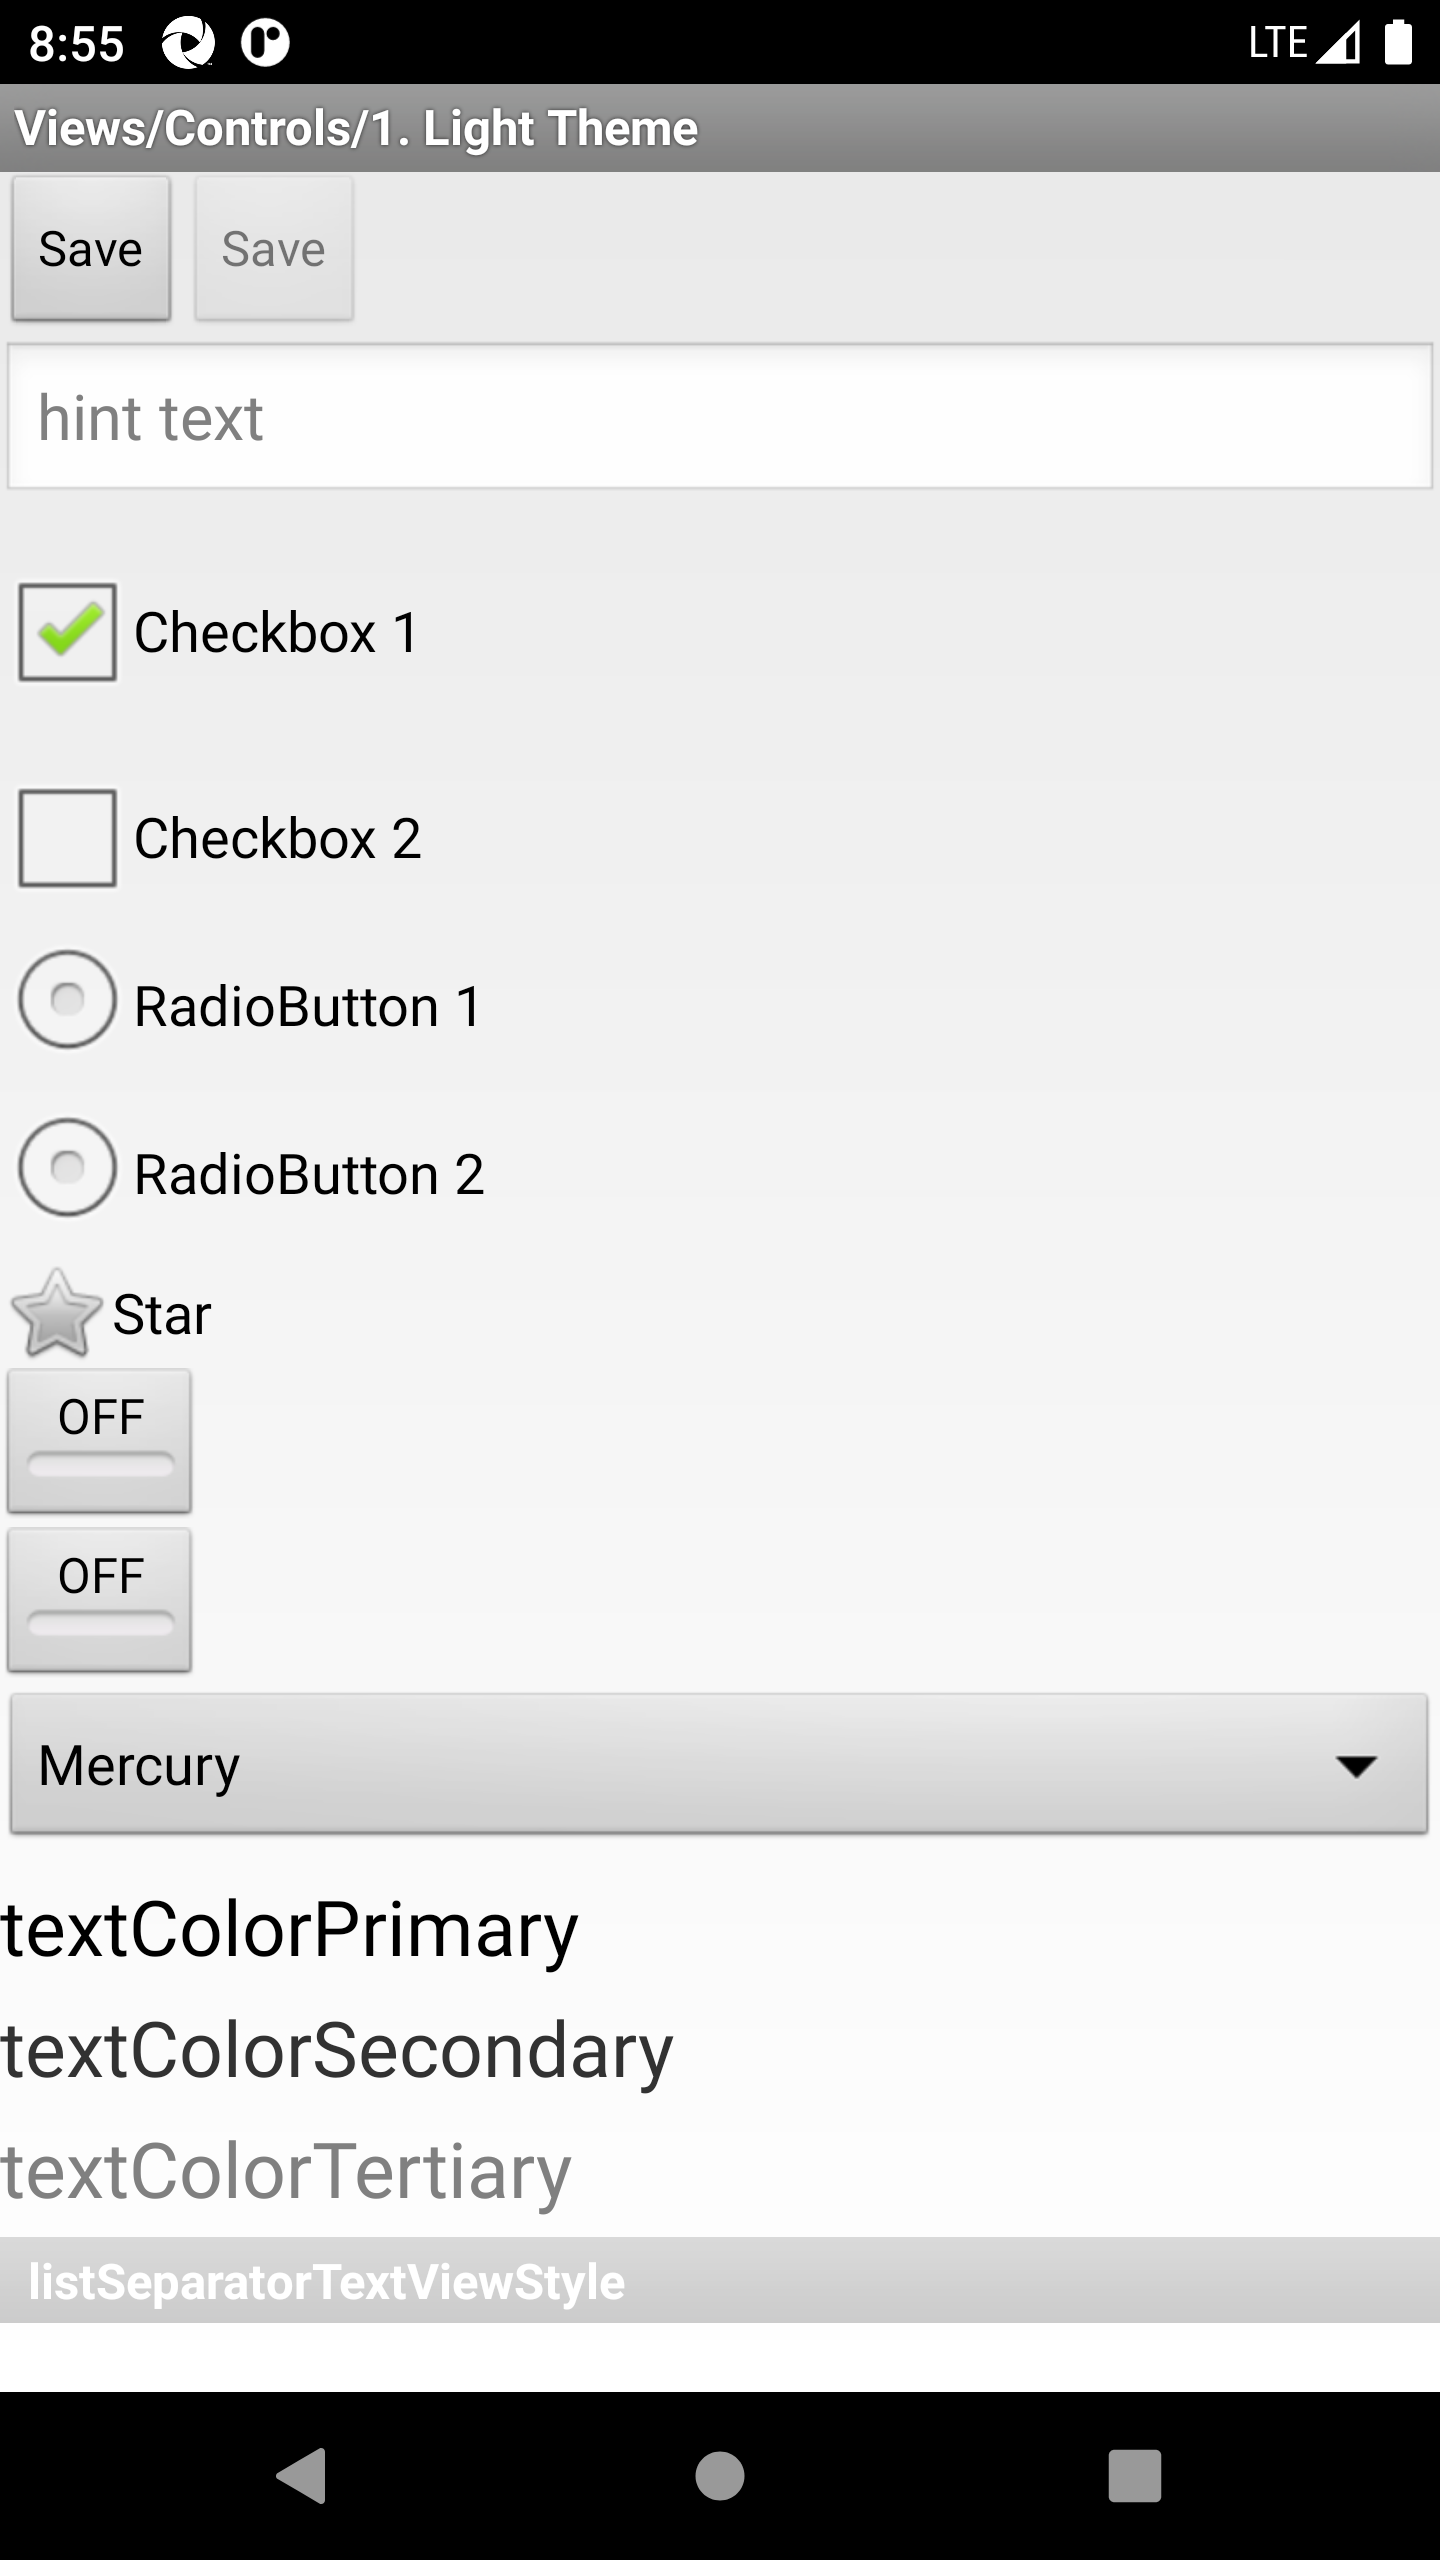 8:55 LTE
Views/Controls/1. Light Theme
Save Save
hint text
Checkbox 1
Checkbox 2
RadioButton 1
RadioButton 2
Star
OFF
OFF
Mercury
textColorPrimary
textColorSecondary
textColorTertiary
listSeparatorTextViewStyle